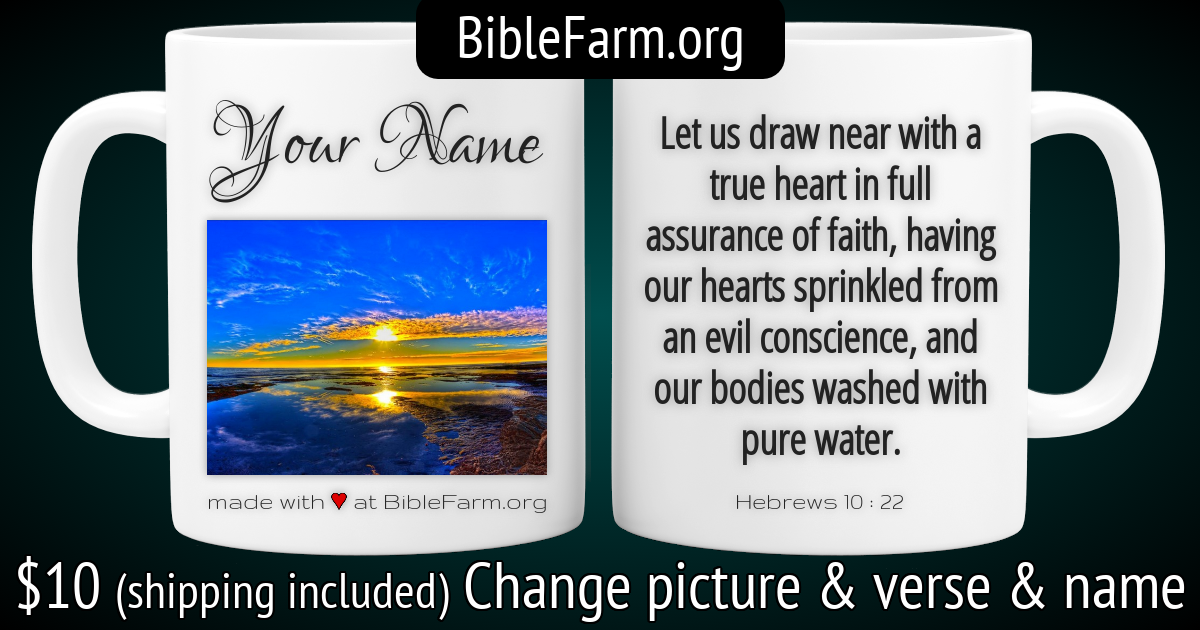 BibleFarm.org
Your Name
made with ♥ at BibleFarm.org
Let us draw near with a
true heart in full
assurance of faith, having
our hearts sprinkled from
an evil conscience, and
our bodies washed with
pure water.
Hebrews 10 : 22
$10 (shipping included) Change picture & verse & name